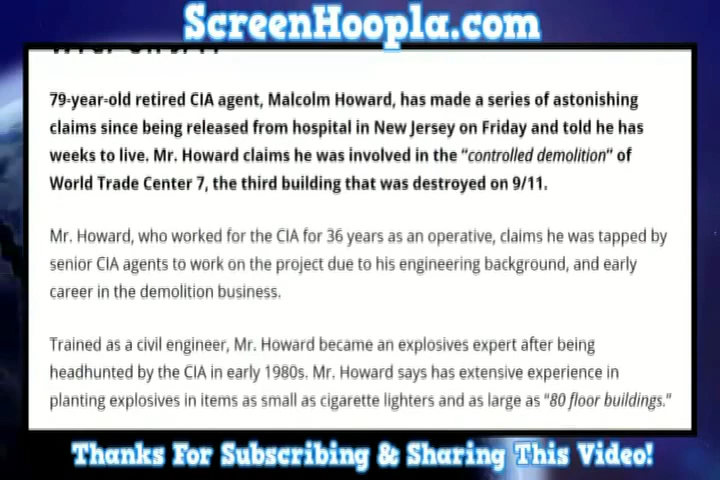 ScreenHoopla.com
79-year-old retired CIA agent, Malcolm Howard, has made a series of astonishing
claims since being released from hospital in New Jersey on Friday and told he has
weeks to live. Mr. Howard claims he was involved in the "controlled demolition" of
World Trade Center 7, the third building that was destroyed on 9/11.
Mr. Howard, who worked for the CIA for 36 years as an operative, claims he was tapped by
senior CIA agents to work on the project due to his engineering background, and early
career in the demolition business.
Trained as a civil engineer, Mr. Howard became an explosives expert after being
headhunted by the CIA in early 1980s. Mr. Howard says has extensive experience in
planting explosives in items as small as cigarette lighters and as large as "80 floor buildings."
Thanks For Subscribing & Sharing This Video!